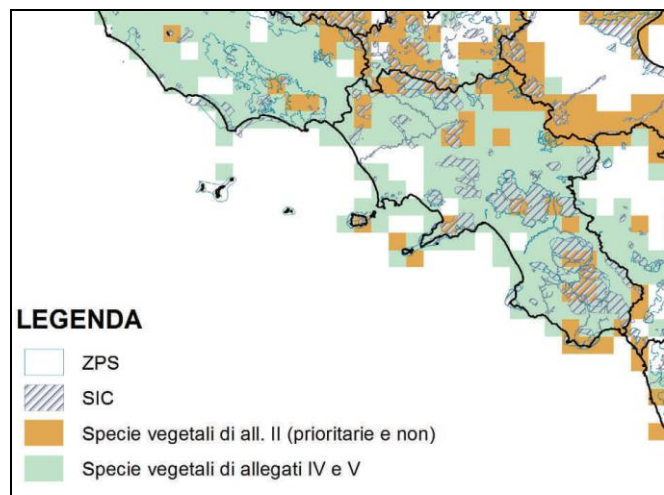 LEGENDA
ZPS
SIC
Specie vegetali di all. II (prioritarie e non)
Specie vegetali di allegati IV e V